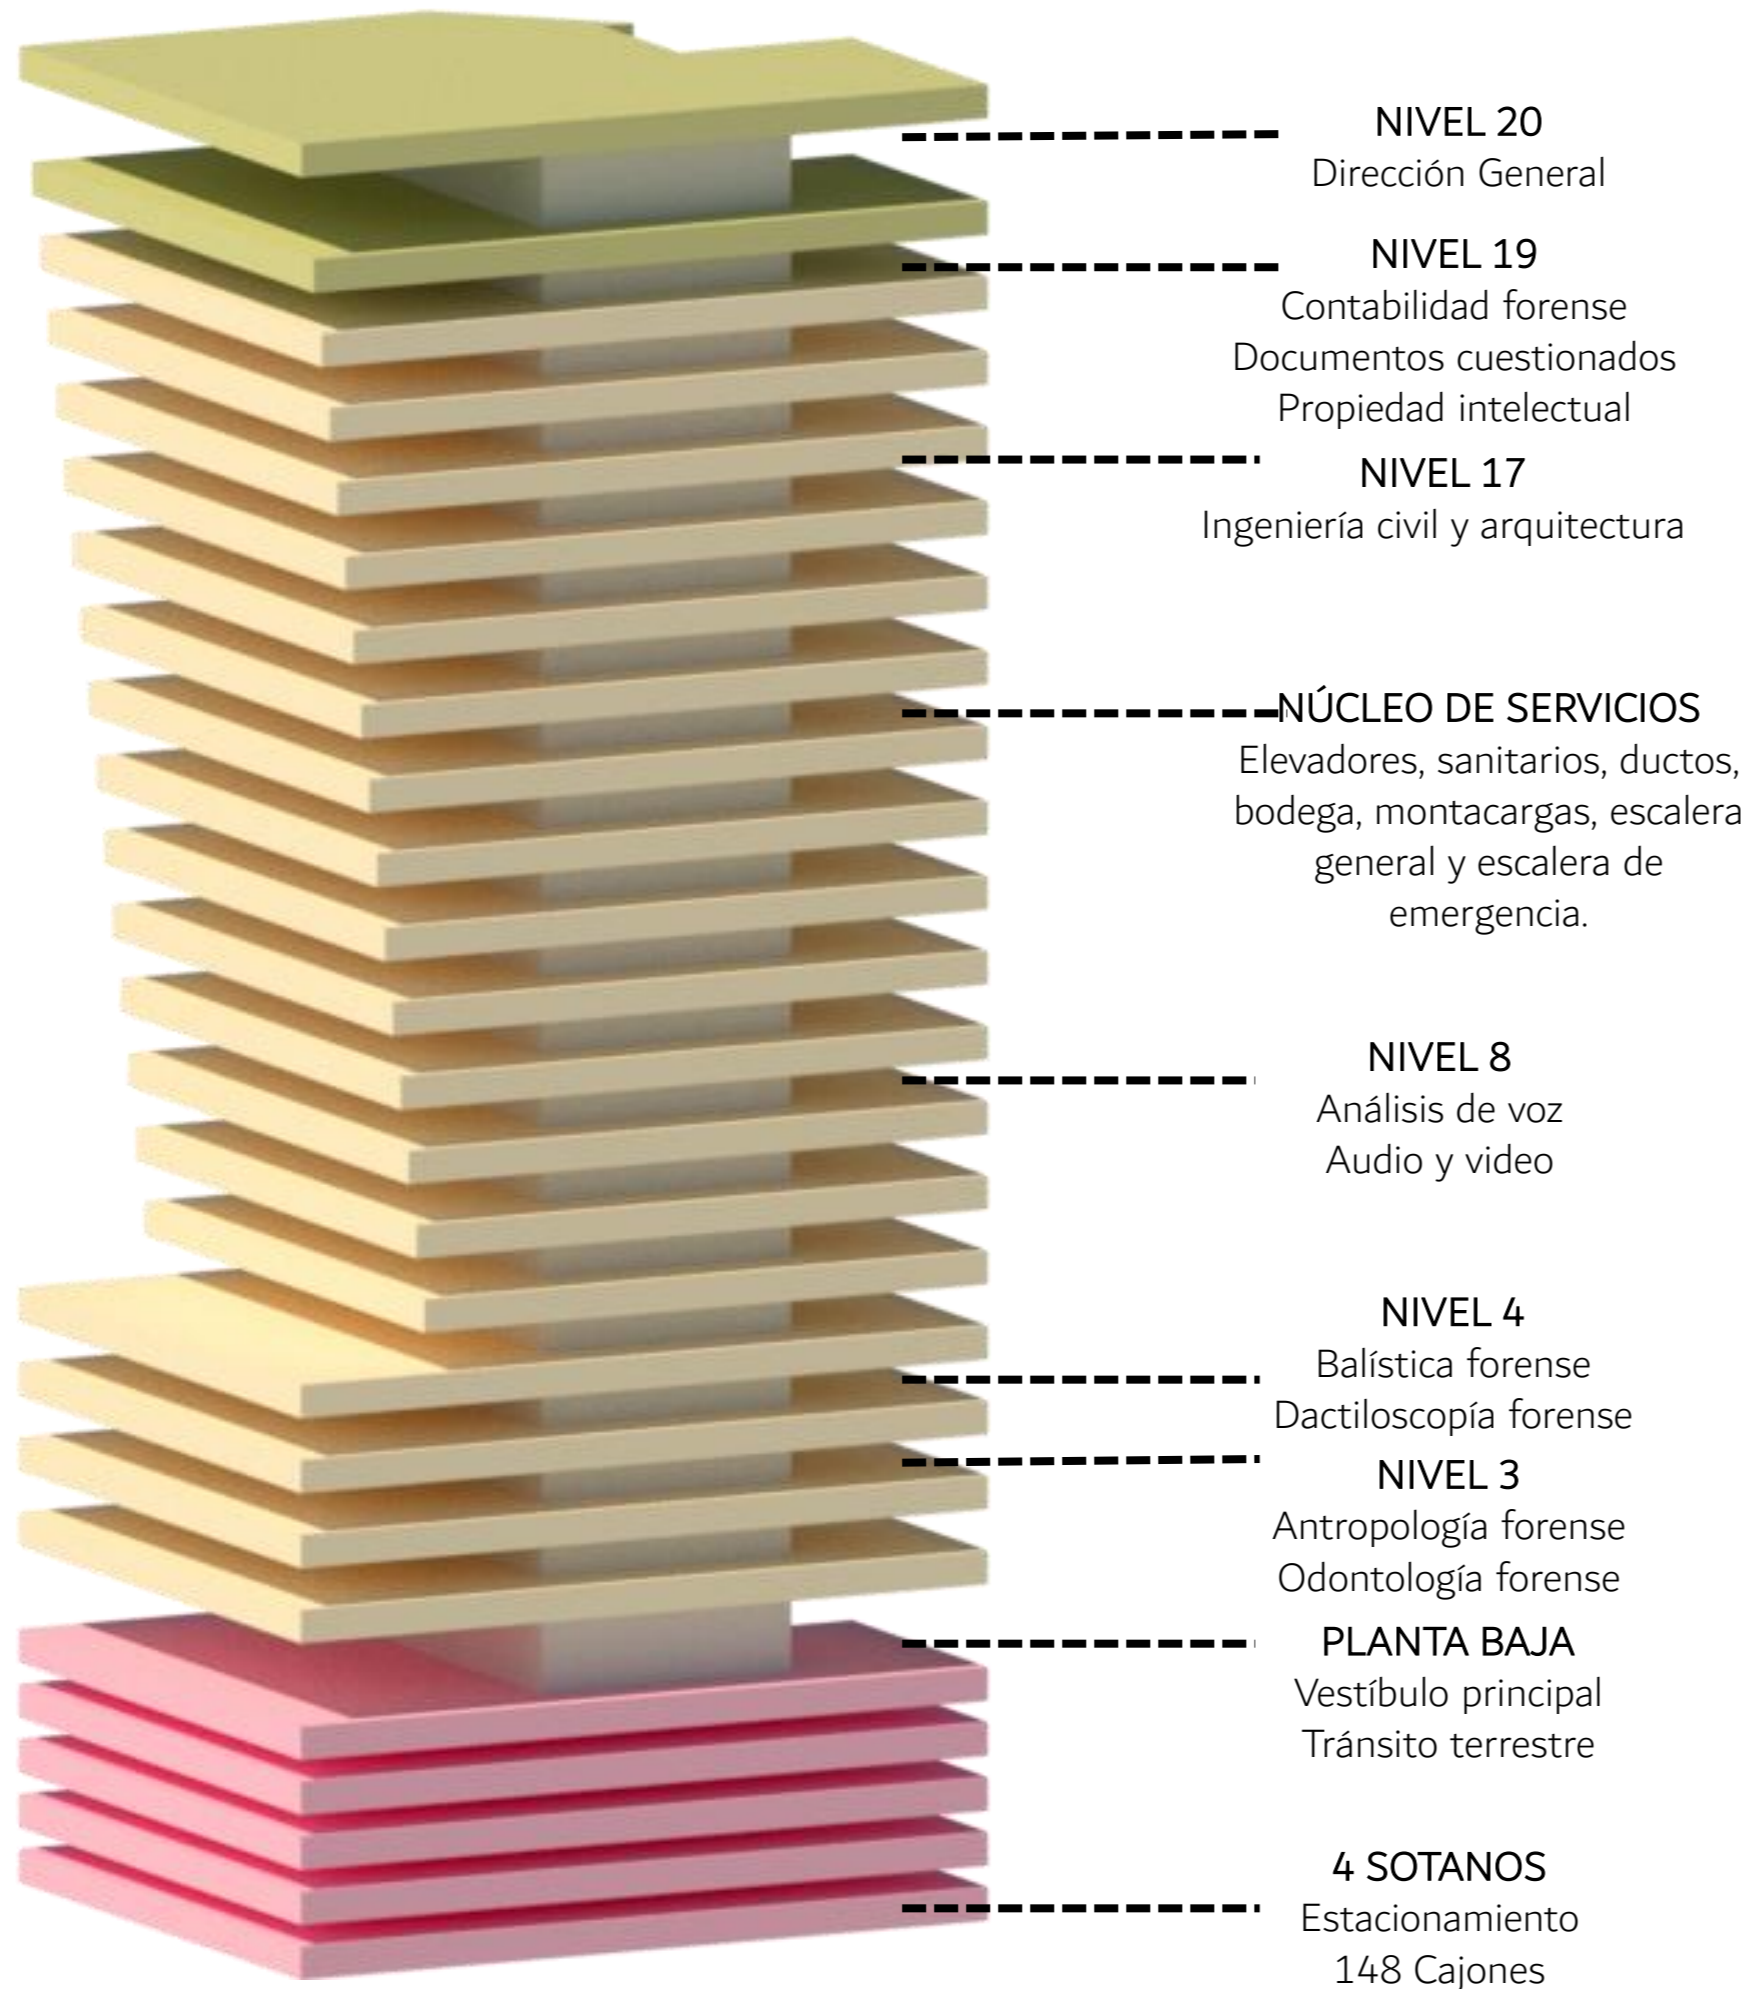 NIVEL 20
Dirección General
NIVEL 19
Contabilidad forense
Documentos cuestionados
Propiedad intelectual
NIVEL 17
Ingeniería civil y arquitectura
NÚCLEO DE SERVICIOS
Elevadores, sanitarios, ductos,
bodega, montacargas, escalera
general y escalera de
emergencia.
NIVEL 8
Análisis de voz
Audio y video
NIVEL 4
Balística forense
Dactiloscopía forense
NIVEL 3
Antropología forense
Odontología forense
PLANTA BAJA
Vestíbulo principal
Tránsito terrestre
4 SOTANOS
Estacionamiento
148 Cajones